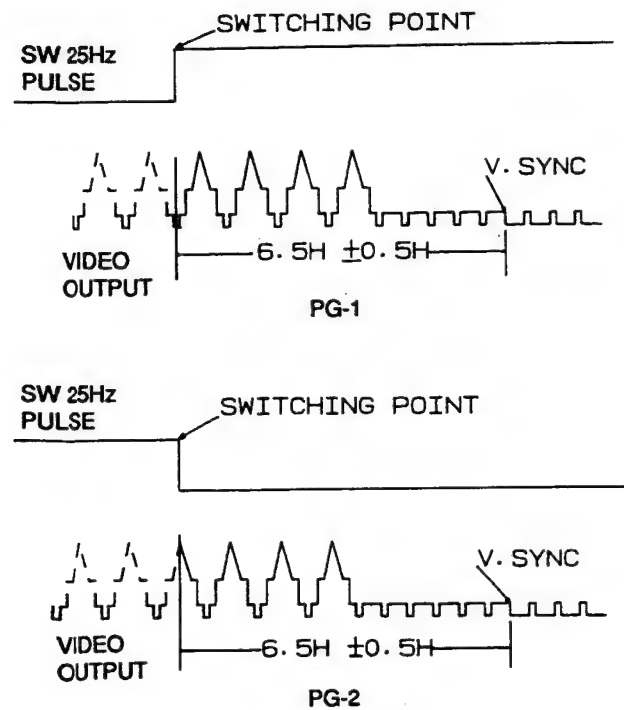 SWITCHING POINT
SW 25Hz
PULSE
V. SYNC
6.5H ±0.5H
VIDEO
OUTPUT
PG-1
SW 25Hz
PULSE
SWITCHING POINT
V. SYNC
6.5H ±0.5H
VIDEO
OUTPUT
PG-2